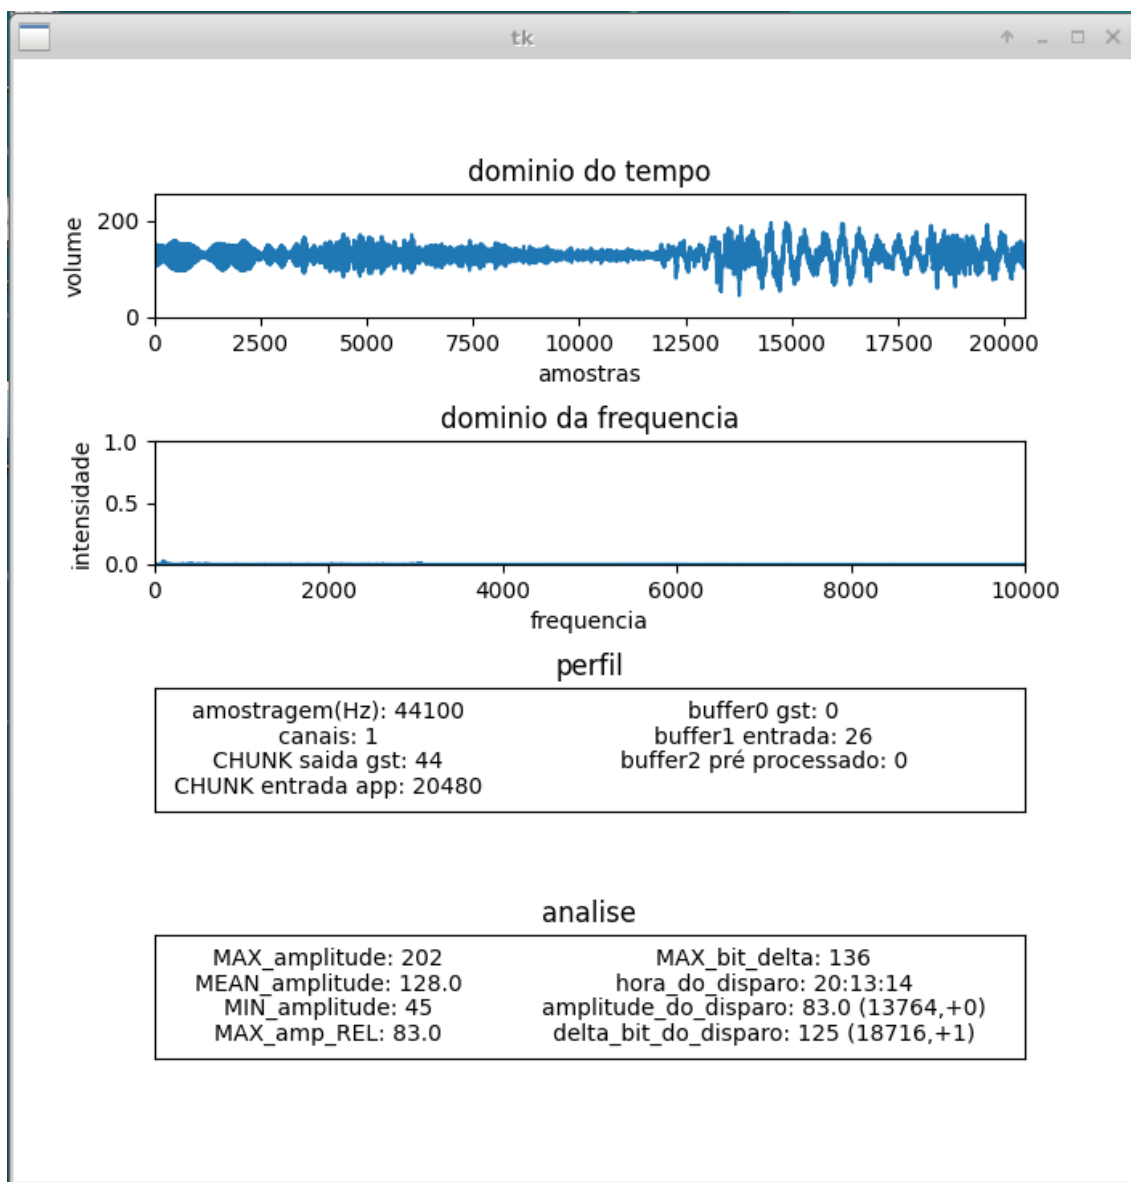 tk
dominio do tempo
volume
200
0
0 2500 5000 7500 10000 12500 15000 17500 20000
amostras
dominio da frequencia
intensidade
1.0
0.5
0.0
0 2000 4000 6000 8000 10000
frequencia
perfil
amostragem(Hz): 44100
canais: 1
CHUNK saida gst: 44
CHUNK entrada app: 20480
buffer0 gst: 0
buffer1 entrada: 26
buffer2 pré processado: 0
analise
MAX_amplitude: 202
MEAN_amplitude: 128.0
MIN_amplitude: 45
MAX_amp_REL: 83.0
MAX_bit_delta: 136
hora_do_disparo: 20:13:14
amplitude_do_disparo: 83.0 (13764,+0)
delta_bit_do_disparo: 125 (18716,+1)